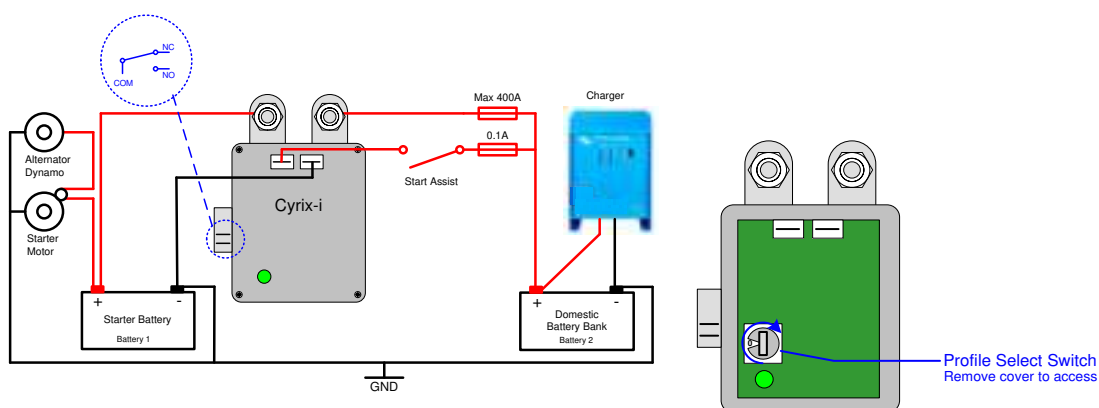 NC
NO
COM
Max 400A
Charger
0.1A
Alternator
Dynamo
Start Assist
Cyrix-i
Starter
Motor
+ -
Starter Battery
Battery 1
+ -
Domestic
Battery Bank
Battery 2
GND
Profile Select Switch
Remove cover to access